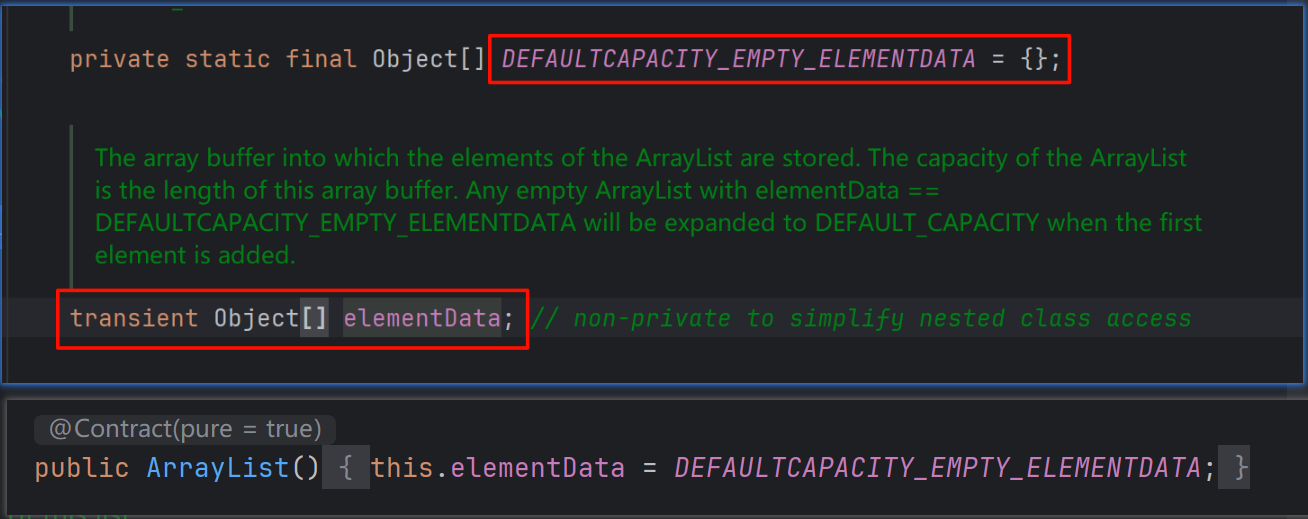 private static final Object[] DEFAULTCAPACITY_EMPTY_ELEMENTDATA = {};
The array buffer into which the elements of the ArrayList are stored. The capacity of the ArrayList
is the length of this array buffer. Any empty ArrayList with elementData ==
DEFAULTCAPACITY_EMPTY_ELEMENTDATA will be expanded to DEFAULT_CAPACITY when the first
element is added.
transient Object[] elementData; // non-private to simplify nested class access
@Contract(pure = true)
public ArrayList() { this.elementData = DEFAULTCAPACITY_EMPTY_ELEMENTDATA; }